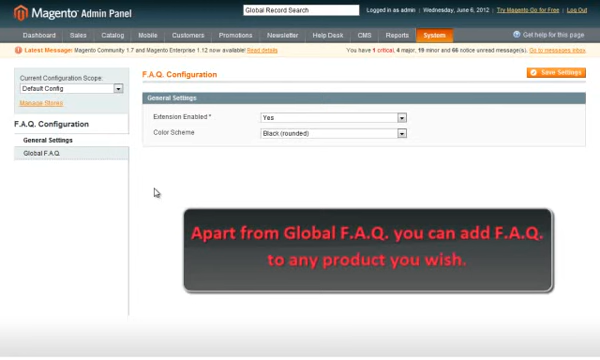 Magento Admin Panel
Global Record Search
Logged in as admin | Wednesday, June 6, 2012 | Try Magento Go for Free | Log Out
Dashboard Sales Catalog Mobile Customers Promotions Newsletter Help Desk CMS Reports System Get help for this page
Latest Message: Magento Community 1.7 and Magento Enterprise 1.12 now available! Read details You have 1 critical, 4 major, 19 minor and 66 notice unread message(s). Go to messages inbox
Current Configuration Scope:
Default Config
Manage Stores
F.A.Q. Configuration
General Settings
Global F.A.Q.
F.A.Q. Configuration
Save Settings
General Settings
Extension Enabled * Yes
Color Scheme Black (rounded)
Apart from Global F.A.Q. you can add F.A.Q.
to any product you wish.